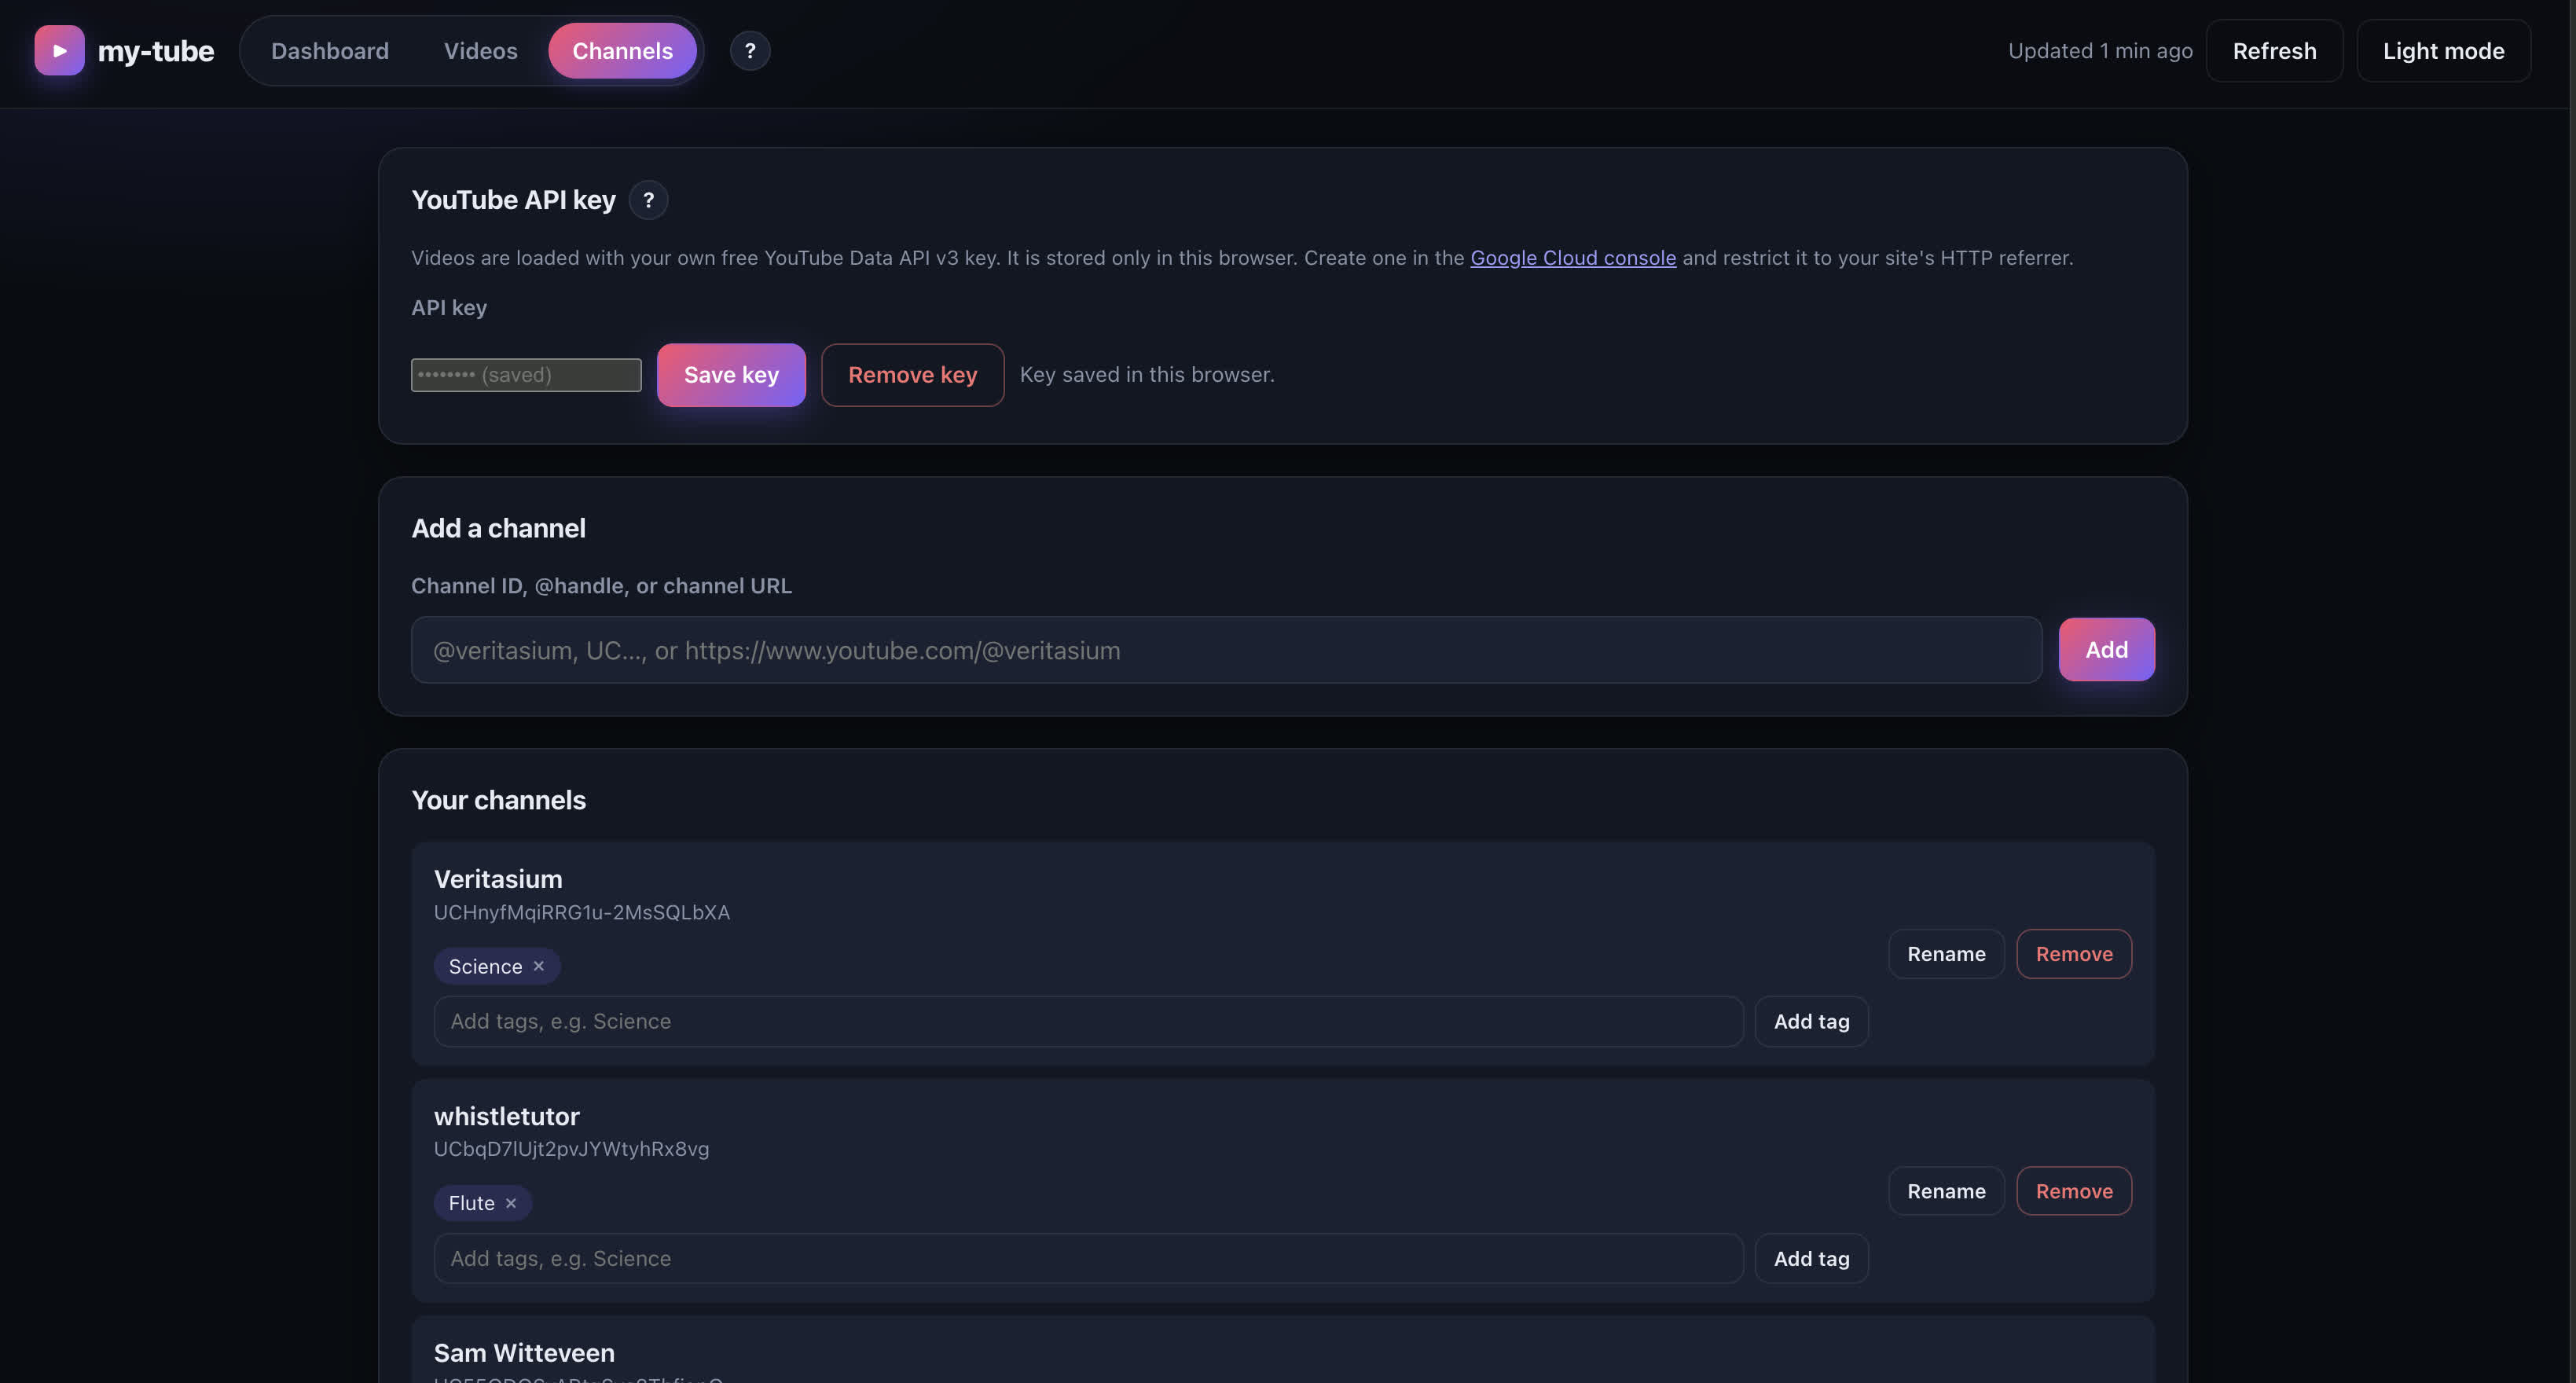 my-tube Dashboard Videos Channels ? Updated 1 min ago Refresh Light mode
YouTube API key ?
Videos are loaded with your own free YouTube Data API v3 key. It is stored only in this browser. Create one in the Google Cloud console and restrict it to your site's HTTP referrer.
API key
•••••••• (saved) Save key Remove key Key saved in this browser.
Add a channel
Channel ID, @handle, or channel URL
@veritasium, UC..., or https://www.youtube.com/@veritasium Add
Your channels
Veritasium
UCHnyfMqiRRG1u-2MsSQLbXA
Science ×
Rename Remove
Add tags, e.g. Science Add tag
whistletutor
UCbqD7lUjt2pvJYWtyhRx8vg
Flute ×
Rename Remove
Add tags, e.g. Science Add tag
Sam Witteveen